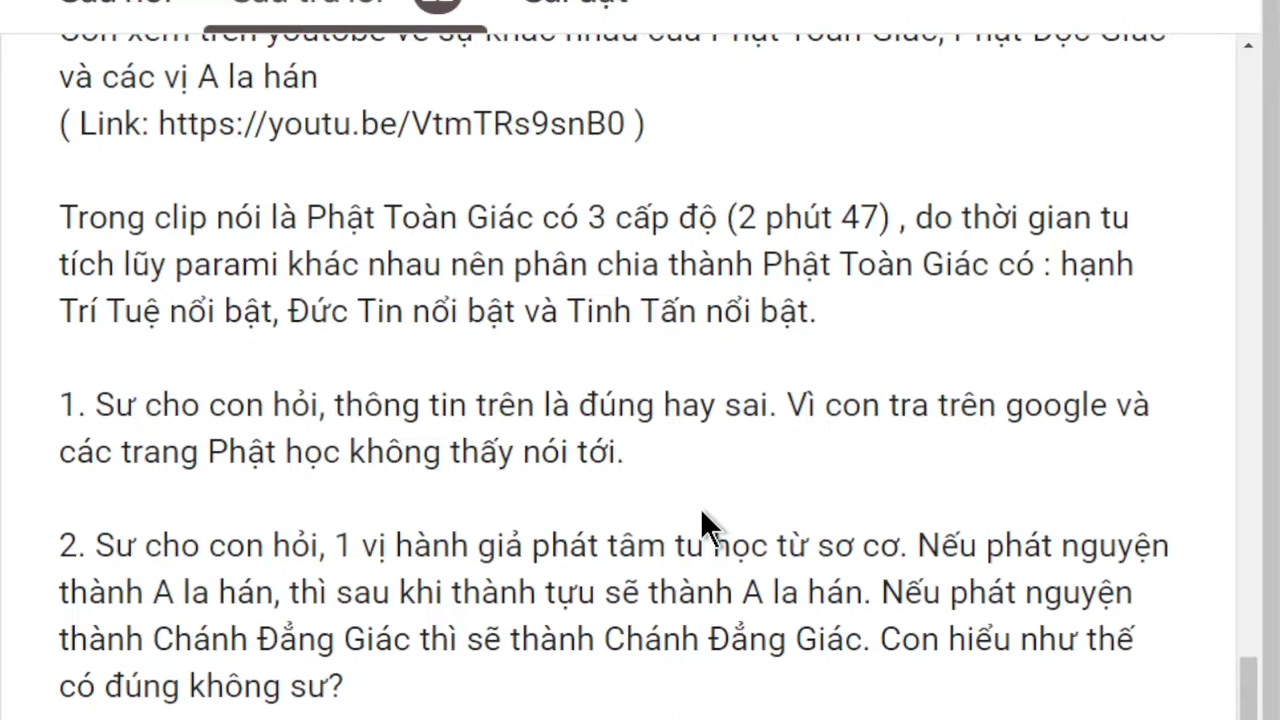 và các vị A la hán
( Link: https://youtu.be/VtmTRs9snB0 )
Trong clip nói là Phật Toàn Giác có 3 cấp độ (2 phút 47) , do thời gian tu
tích lũy parami khác nhau nên phân chia thành Phật Toàn Giác có : hạnh
Trí Tuệ nổi bật, Đức Tin nổi bật và Tinh Tấn nổi bật.
1. Sư cho con hỏi, thông tin trên là đúng hay sai. Vì con tra trên google và
các trang Phật học không thấy nói tới.
2. Sư cho con hỏi, 1 vị hành giả phát tâm tu học từ sơ cơ. Nếu phát nguyện
thành A la hán, thì sau khi thành tựu sẽ thành A la hán. Nếu phát nguyện
thành Chánh Đẳng Giác thì sẽ thành Chánh Đẳng Giác. Con hiểu như thế
có đúng không sư?